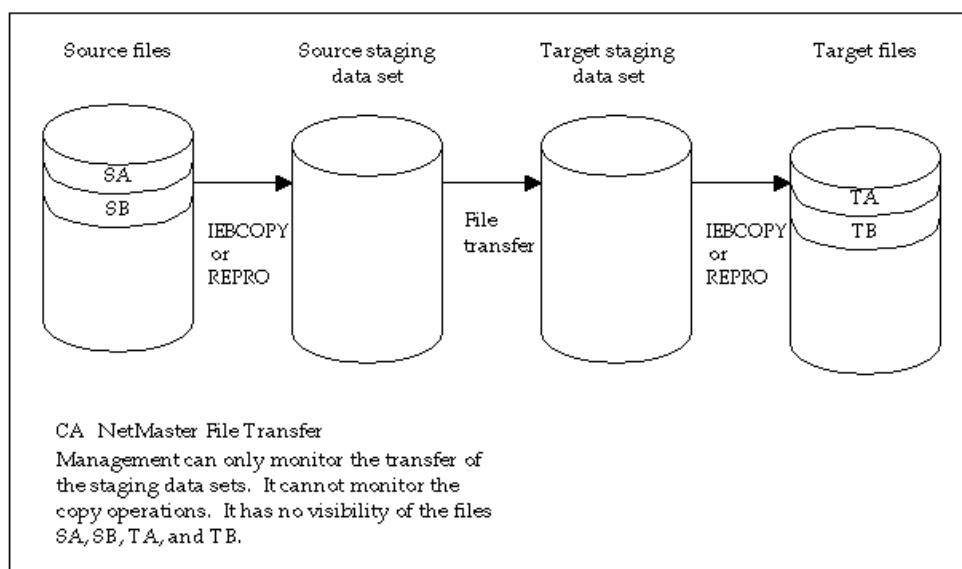 Source files
Source staging
data set
Target staging
data set
Target files
SA
SB
IEBCOPY
or
REPRO
File
transfer
IEBCOPY
or
REPRO
TA
TB
CA NetMaster File Transfer
Management can only monitor the transfer of
the staging data sets. It cannot monitor the
copy operations. It has no visibility of the files
SA, SB, TA, and TB.